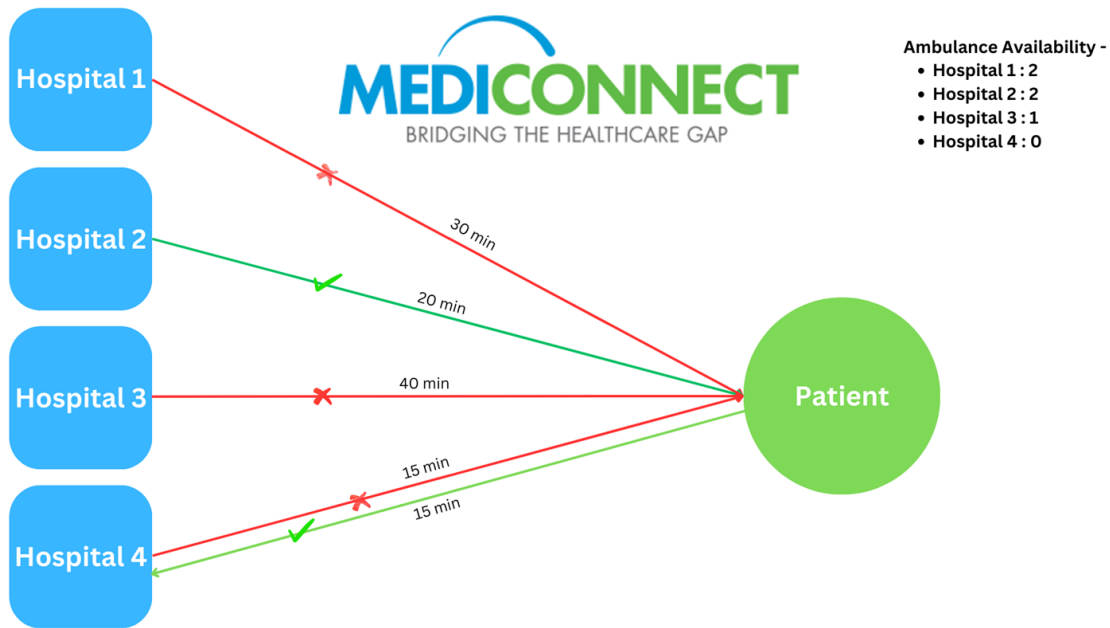 MEDICONNECT
BRIDGING THE HEALTHCARE GAP
Ambulance Availability -
• Hospital 1 : 2
• Hospital 2 : 2
• Hospital 3 : 1
• Hospital 4 : 0
Hospital 1
30 min
Hospital 2
20 min
Hospital 3
40 min
Patient
Hospital 4
15 min
15 min